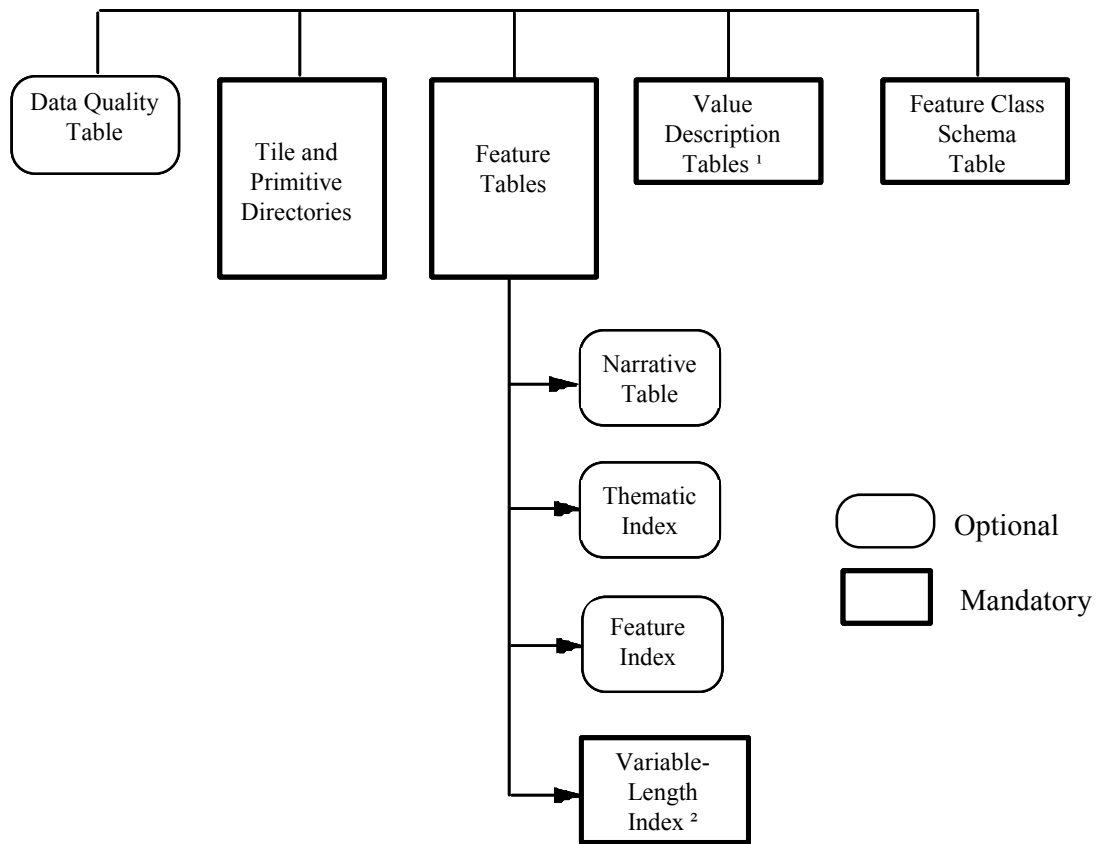 Data Quality
Table
Tile and
Primitive
Directories
Feature
Tables
Value
Description
Tables ¹
Feature Class
Schema
Table
Narrative
Table
Thematic
Index
Feature
Index
Variable-
Length
Index ²
Optional
Mandatory